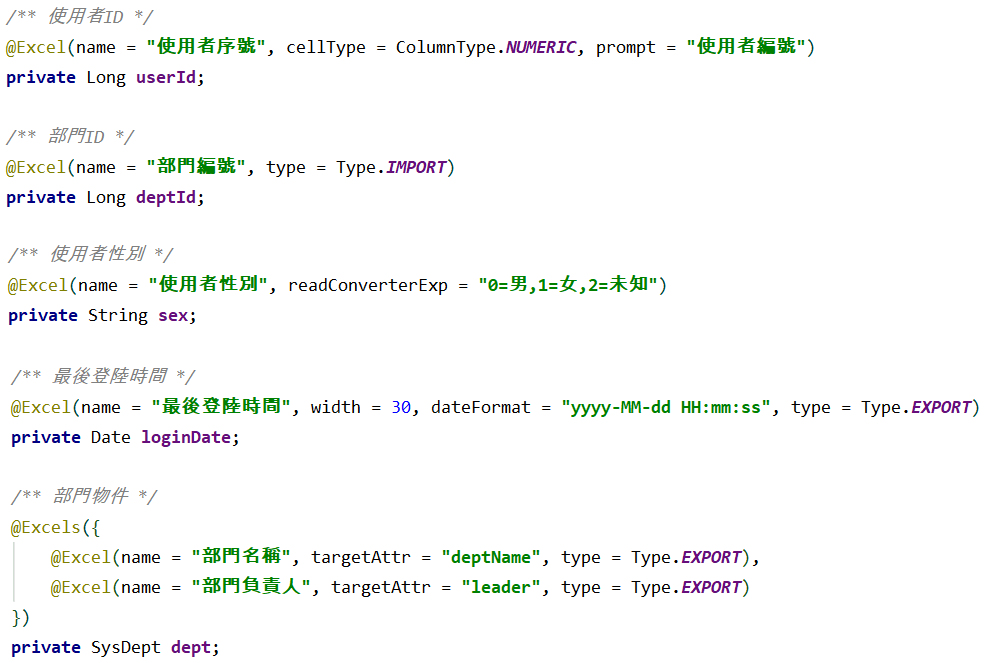 /** 使用者ID */
@Excel(name = "使用者序號", cellType = ColumnType.NUMERIC, prompt = "使用者編號")
private Long userId;
/** 部門ID */
@Excel(name = "部門編號", type = Type.IMPORT)
private Long deptId;
/** 使用者性別 */
@Excel(name = "使用者性別", readConverterExp = "0=男,1=女,2=未知")
private String sex;
/** 最後登陸時間 */
@Excel(name = "最後登陸時間", width = 30, dateFormat = "yyyy-MM-dd HH:mm:ss", type = Type.EXPORT)
private Date loginDate;
/** 部門物件 */
@Excels({
    @Excel(name = "部門名稱", targetAttr = "deptName", type = Type.EXPORT),
    @Excel(name = "部門負責人", targetAttr = "leader", type = Type.EXPORT)
})
private SysDept dept;